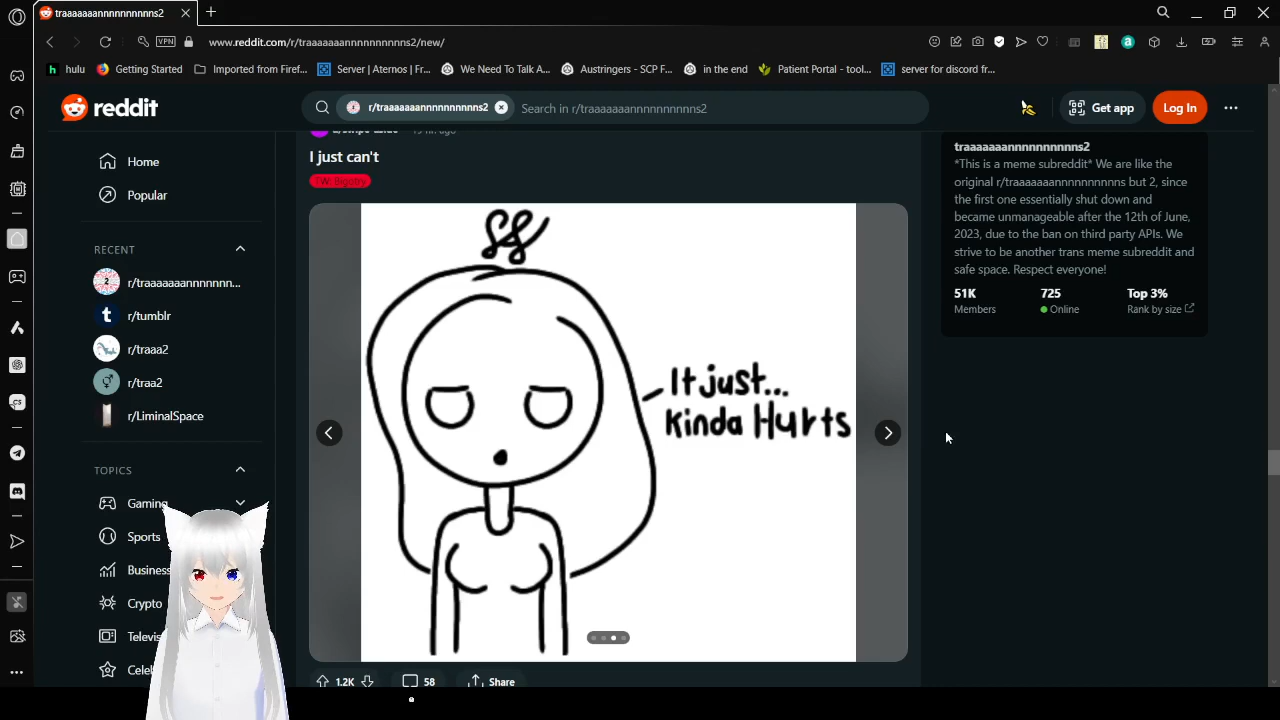 traaaaaaannnnnnnnnns2
VPN
www.reddit.com/r/traaaaaaannnnnnnnnns2/new/
hulu
Getting Started
Imported from Firef...
Server | Aternos | Fr...
We Need To Talk A...
Austringers - SCP F...
in the end
Patient Portal - tool...
server for discord fr...
reddit
r/traaaaaaannnnnnnnnns2
Search in r/traaaaaaannnnnnnnnns2
Get app
Log In
Home
Popular
RECENT
r/traaaaaaannnnnnn...
r/tumblr
r/traaa2
r/traa2
r/LiminalSpace
TOPICS
Gaming
Sports
Business
Crypto
Televis
Celeb
I just can't
TW: Bigotry
It just...
kinda Hurts
1.2K
58
Share
traaaaaaannnnnnnnnns2
*This is a meme subreddit* We are like the
original r/traaaaaaannnnnnnnnns but 2, since
the first one essentially shut down and
became unmanageable after the 12th of June,
2023, due to the ban on third party APIs. We
strive to be another trans meme subreddit and
safe space. Respect everyone!
51K
Members
725
Online
Top 3%
Rank by size